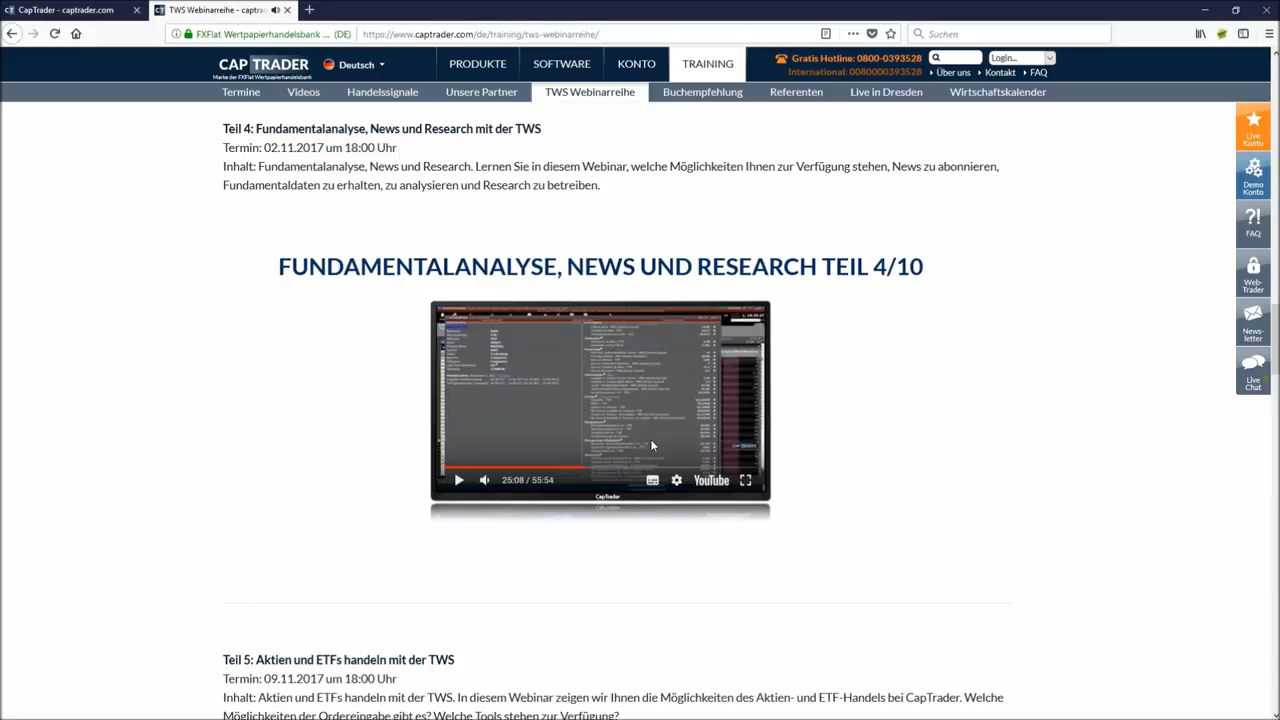 CapTrader - captrader.com
TWS Webinarreihe - captra
FXFlat Wertpapierhandelsbank ... (DE)
https://www.captrader.com/de/training/tws-webinarreihe/
Suchen
CAP TRADER
Marke der FXFlat Wertpapierhandelsbank
Deutsch
PRODUKTE
SOFTWARE
KONTO
TRAINING
Gratis Hotline: 0800-0393528
International: 0080000393528
Login...
Über uns
Kontakt
FAQ
Termine
Videos
Handelssignale
Unsere Partner
TWS Webinarreihe
Buchempfehlung
Referenten
Live in Dresden
Wirtschaftskalender
Teil 4: Fundamentalanalyse, News und Research mit der TWS
Termin: 02.11.2017 um 18:00 Uhr
Inhalt: Fundamentalanalyse, News und Research. Lernen Sie in diesem Webinar, welche Möglichkeiten Ihnen zur Verfügung stehen, News zu abonnieren,
Fundamentaldaten zu erhalten, zu analysieren und Research zu betreiben.
FUNDAMENTALANALYSE, NEWS UND RESEARCH TEIL 4/10
25:08 / 55:54
YouTube
CapTrader
Live
Konto
Demo
Konto
?!
FAQ
Web-
Trader
News-
letter
Live
Chat
Teil 5: Aktien und ETFs handeln mit der TWS
Termin: 09.11.2017 um 18:00 Uhr
Inhalt: Aktien und ETFs handeln mit der TWS. In diesem Webinar zeigen wir Ihnen die Möglichkeiten des Aktien- und ETF-Handels bei CapTrader. Welche
Möglichkeiten der Ordereingabe gibt es? Welche Tools stehen zur Verfügung?